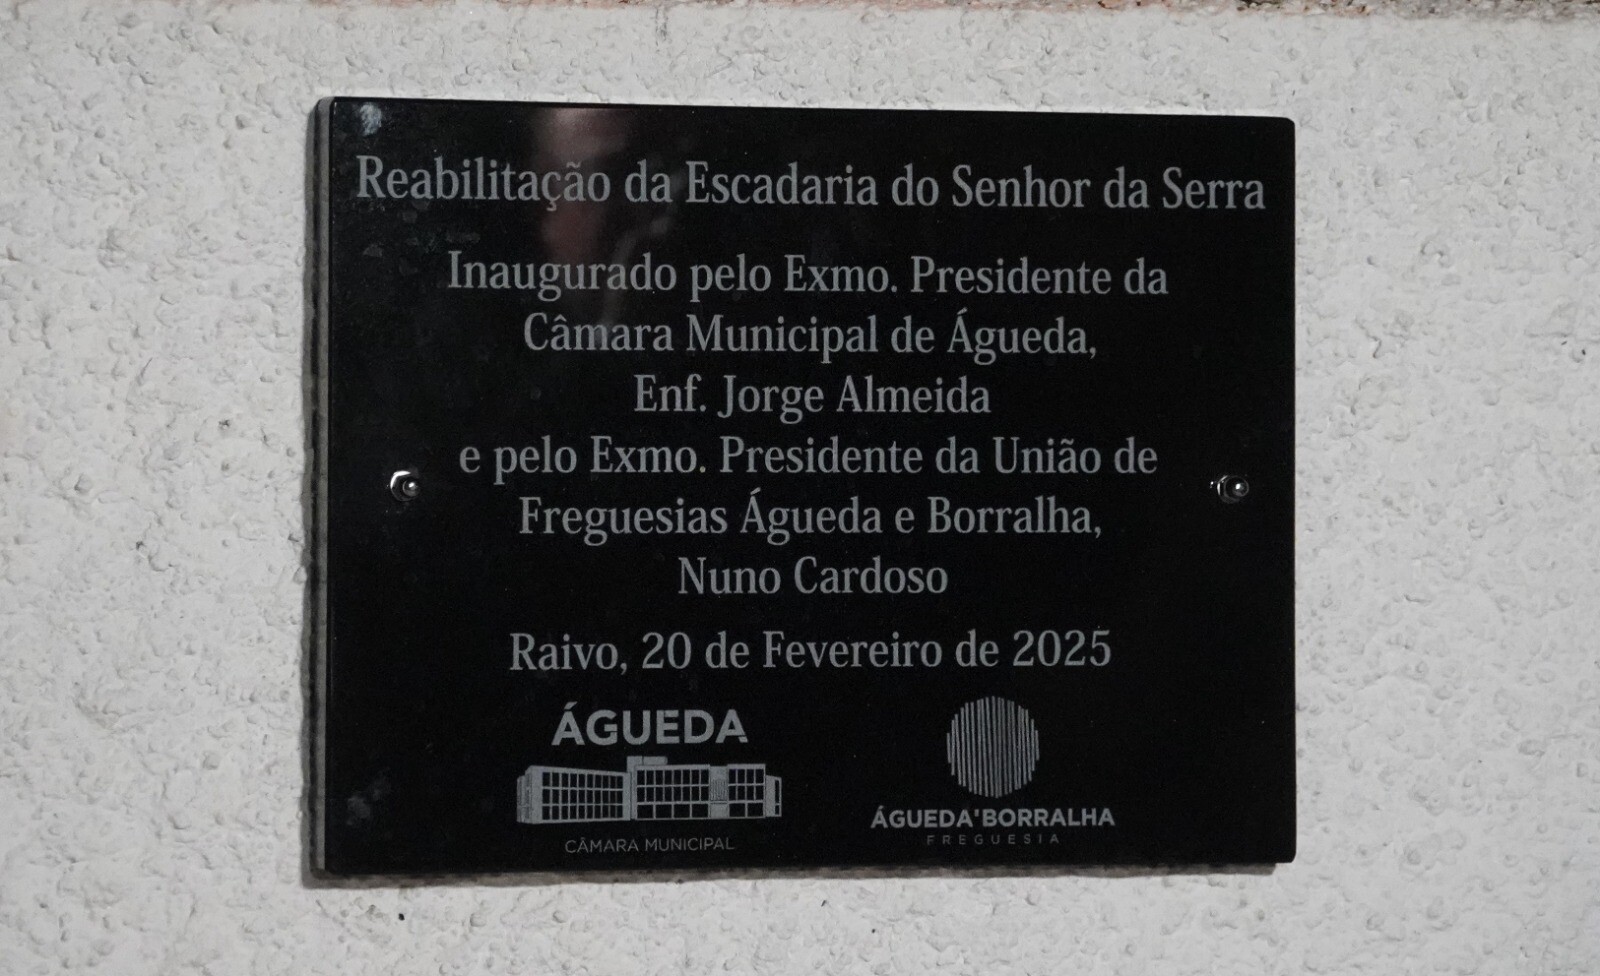 Reabilitação da Escadaria do Senhor da Serra
Inaugurado pelo Exmo. Presidente da
Câmara Municipal de Águeda,
Enf. Jorge Almeida
e pelo Exmo. Presidente da União de
Freguesias Águeda e Borralha,
Nuno Cardoso
Raivo, 20 de Fevereiro de 2025
ÁGUEDA
CÂMARA MUNICIPAL
ÁGUEDA'BORRALHA
FREGUESIA